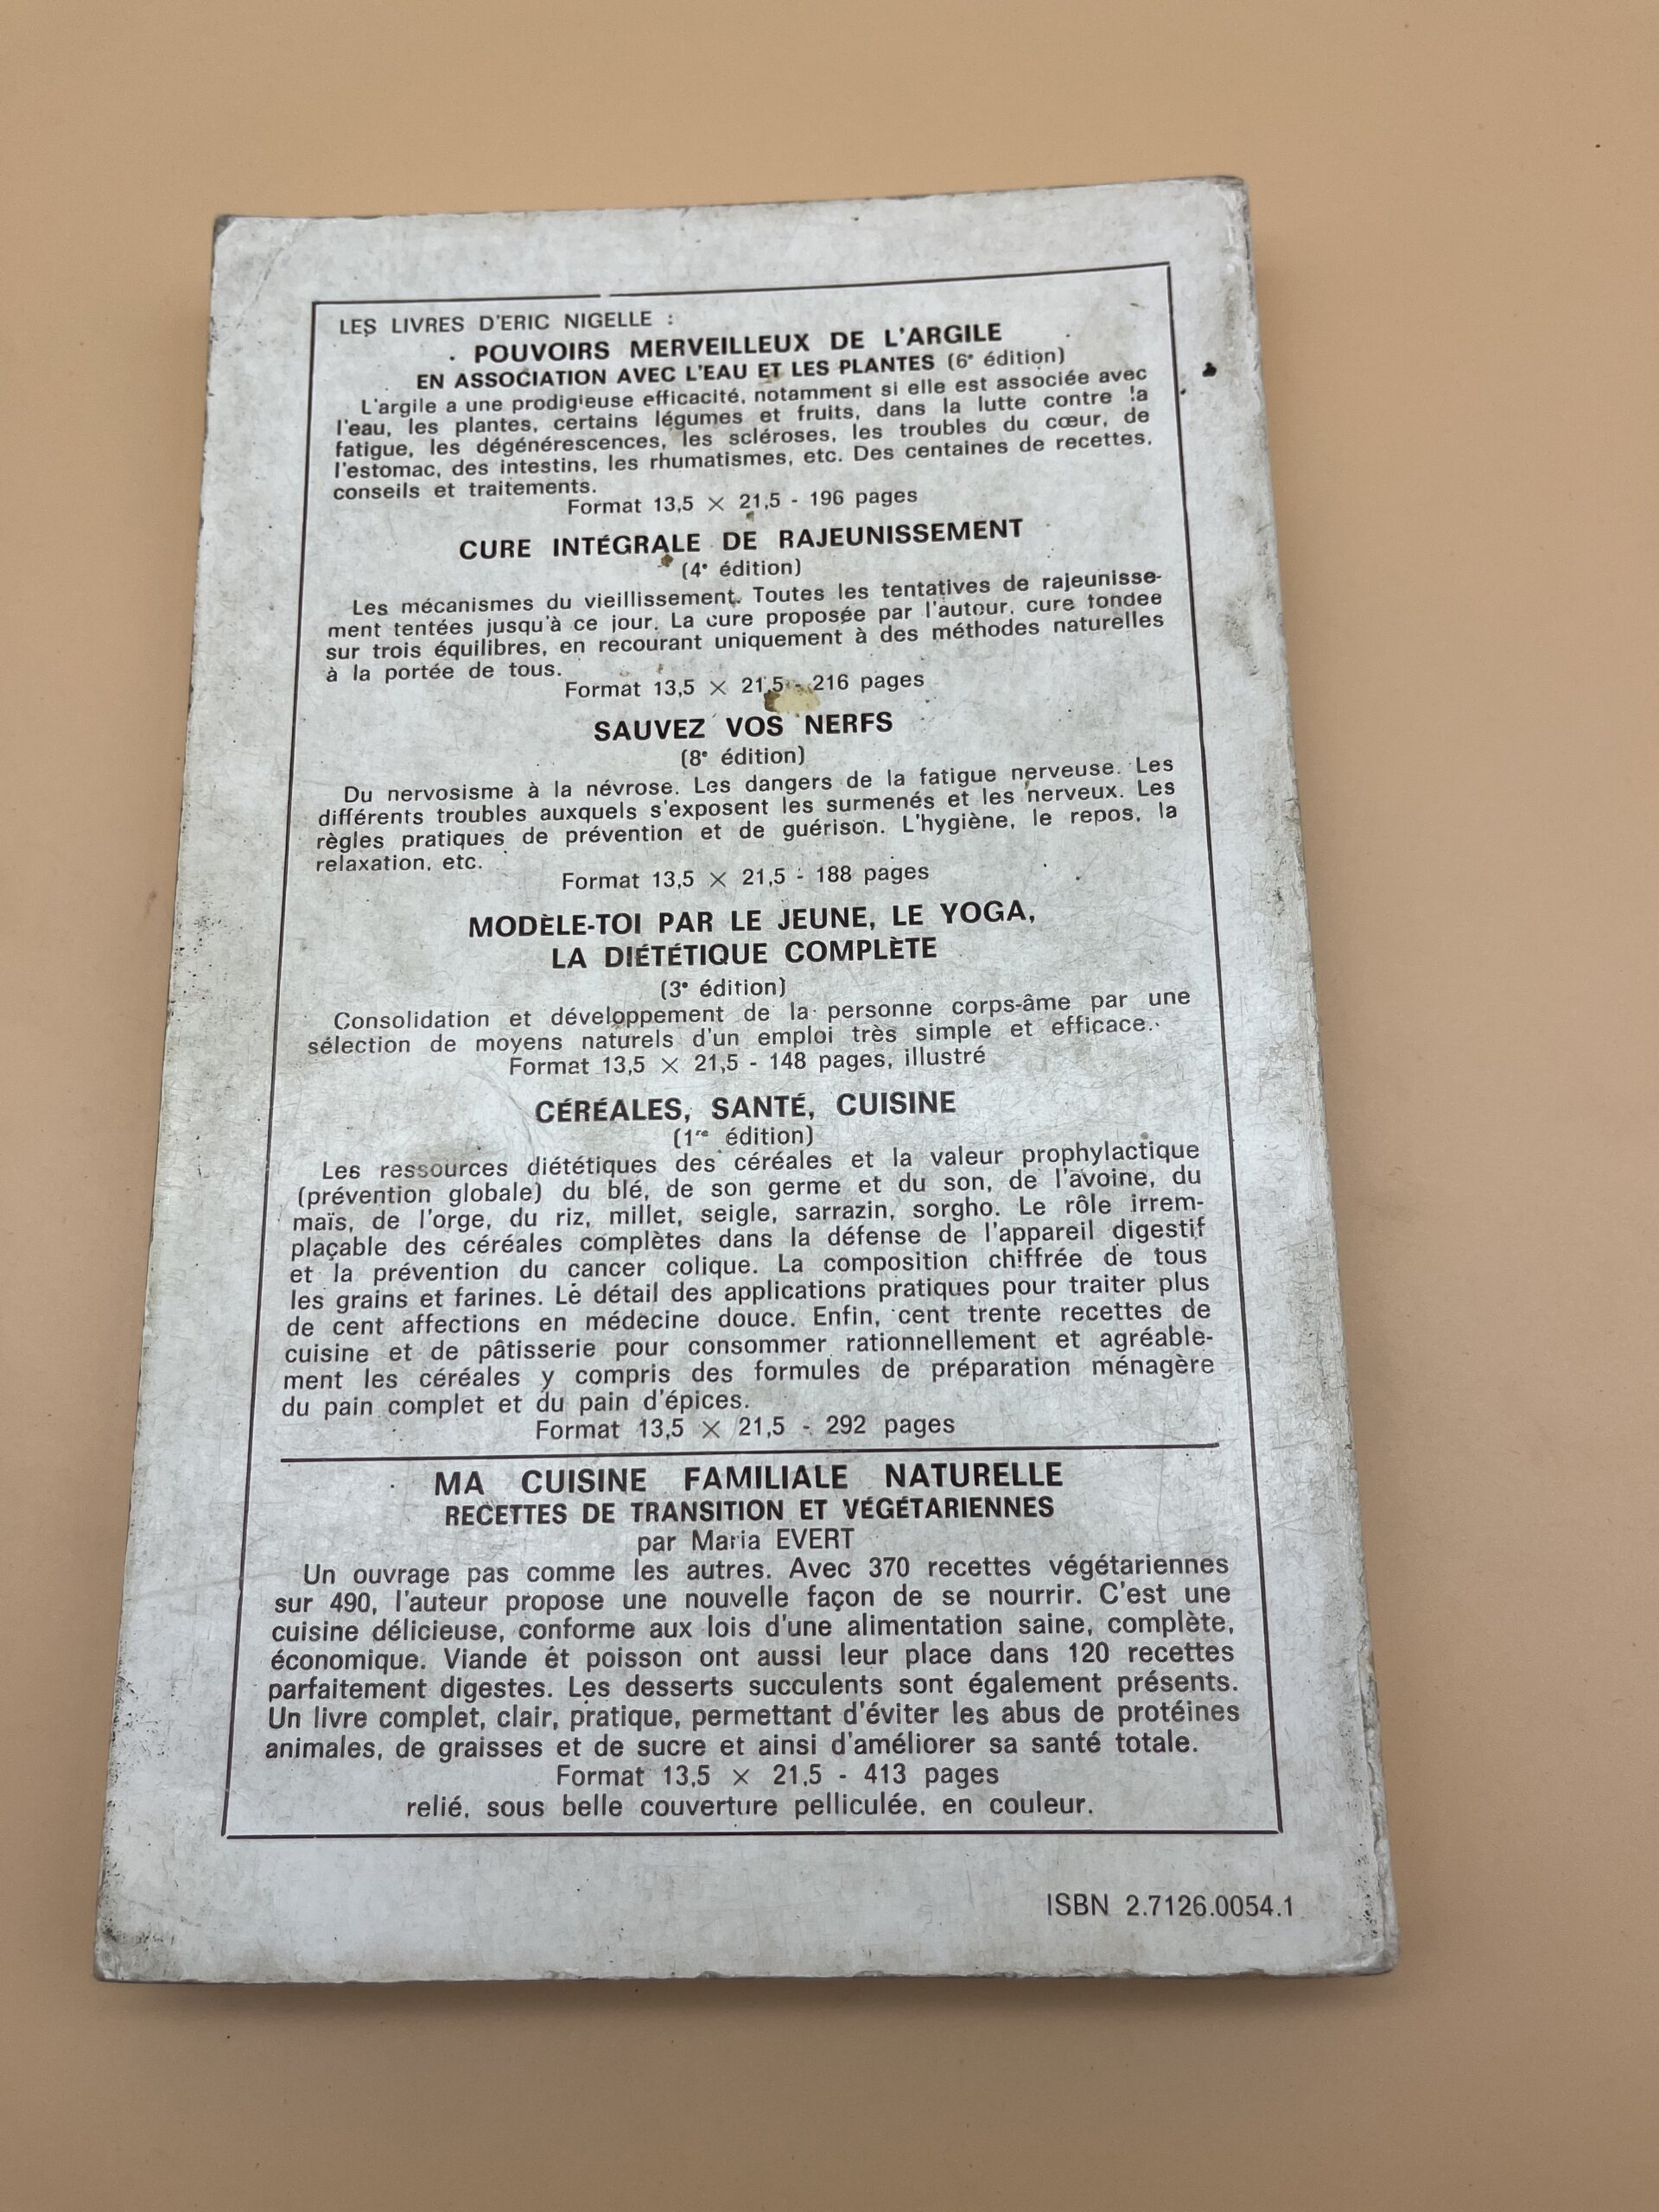 LES LIVRES D'ERIC NIGELLE :
POUVOIRS MERVEILLEUX DE L'ARGILE
EN ASSOCIATION AVEC L'EAU ET LES PLANTES (6e édition)
L'argile a une prodigieuse efficacité, notamment si elle est associée avec
l'eau, les plantes, certains légumes et fruits, dans la lutte contre la
fatigue, les dégénérescences, les scléroses, les troubles du cœur, de
l'estomac, des intestins, les rhumatismes, etc. Des centaines de recettes,
conseils et traitements.
Format 13,5 × 21,5 - 196 pages
CURE INTÉGRALE DE RAJEUNISSEMENT
(4e édition)
Les mécanismes du vieillissement. Toutes les tentatives de rajeunisse-
ment tentées jusqu'à ce jour. La cure proposée par l'auteur, cure fondee
sur trois équilibres, en recourant uniquement à des méthodes naturelles
à la portée de tous.
Format 13,5 × 21,5 - 216 pages
SAUVEZ VOS NERFS
(8e édition)
Du nervosisme à la névrose. Les dangers de la fatigue nerveuse. Les
différents troubles auxquels s'exposent les surmenés et les nerveux. Les
règles pratiques de prévention et de guérison. L'hygiène, le repos, la
relaxation, etc.
Format 13,5 × 21,5 - 188 pages
MODÈLE-TOI PAR LE JEUNE, LE YOGA,
LA DIÉTÉTIQUE COMPLÈTE
(3e édition)
Consolidation et développement de la personne corps-âme par une
sélection de moyens naturels d'un emploi très simple et efficace.
Format 13,5 × 21,5 - 148 pages, illustré
CÉRÉALES, SANTÉ, CUISINE
(1re édition)
Les ressources diététiques des céréales et la valeur prophylactique
(prévention globale) du blé, de son germe et du son, de l'avoine, du
maïs, de l'orge, du riz, millet, seigle, sarrazin, sorgho. Le rôle irrem-
plaçable des céréales complètes dans la défense de l'appareil digestif
et la prévention du cancer colique. La composition chiffrée de tous
les grains et farines. Le détail des applications pratiques pour traiter plus
de cent affections en médecine douce. Enfin, cent trente recettes de
cuisine et de pâtisserie pour consommer rationnellement et agréable-
ment les céréales y compris des formules de préparation ménagère
du pain complet et du pain d'épices.
Format 13,5 × 21,5 - 292 pages
MA CUISINE FAMILIALE NATURELLE
RECETTES DE TRANSITION ET VÉGÉTARIENNES
par Maria EVERT
Un ouvrage pas comme les autres. Avec 370 recettes végétariennes
sur 490, l'auteur propose une nouvelle façon de se nourrir. C'est une
cuisine délicieuse, conforme aux lois d'une alimentation saine, complète,
économique. Viande et poisson ont aussi leur place dans 120 recettes
parfaitement digestes. Les desserts succulents sont également présents.
Un livre complet, clair, pratique, permettant d'éviter les abus de protéines
animales, de graisses et de sucre et ainsi d'améliorer sa santé totale.
Format 13,5 × 21,5 - 413 pages
relié, sous belle couverture pelliculée, en couleur.
ISBN 2.7126.0054.1